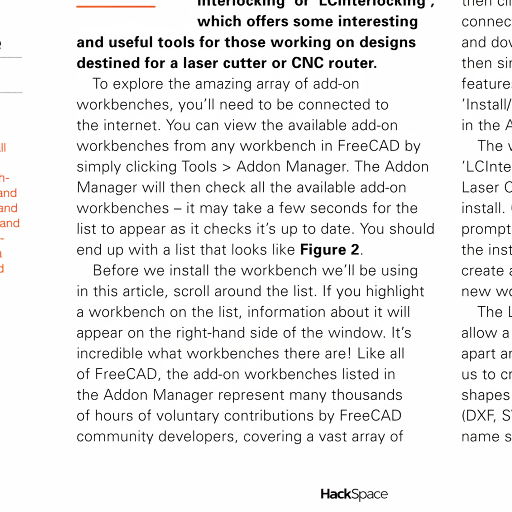 interlocking' or 'LCInterlocking',
which offers some interesting
and useful tools for those working on designs
destined for a laser cutter or CNC router.
To explore the amazing array of add-on
workbenches, you'll need to be connected to
the internet. You can view the available add-on
workbenches from any workbench in FreeCAD by
simply clicking Tools > Addon Manager. The Addon
Manager will then check all the available add-on
workbenches – it may take a few seconds for the
list to appear as it checks it's up to date. You should
end up with a list that looks like Figure 2.
Before we install the workbench we'll be using
in this article, scroll around the list. If you highlight
a workbench on the list, information about it will
appear on the right-hand side of the window. It's
incredible what workbenches there are! Like all
of FreeCAD, the add-on workbenches listed in
the Addon Manager represent many thousands
of hours of voluntary contributions by FreeCAD
community developers, covering a vast array of
then
connec
and do
then si
feature
'Install/
in the A
The v
'LCInte
Laser C
install.
prompt
the inst
create a
new wo
The L
allow a
apart a
us to cr
shapes
(DXF, S
name s
HackSpace